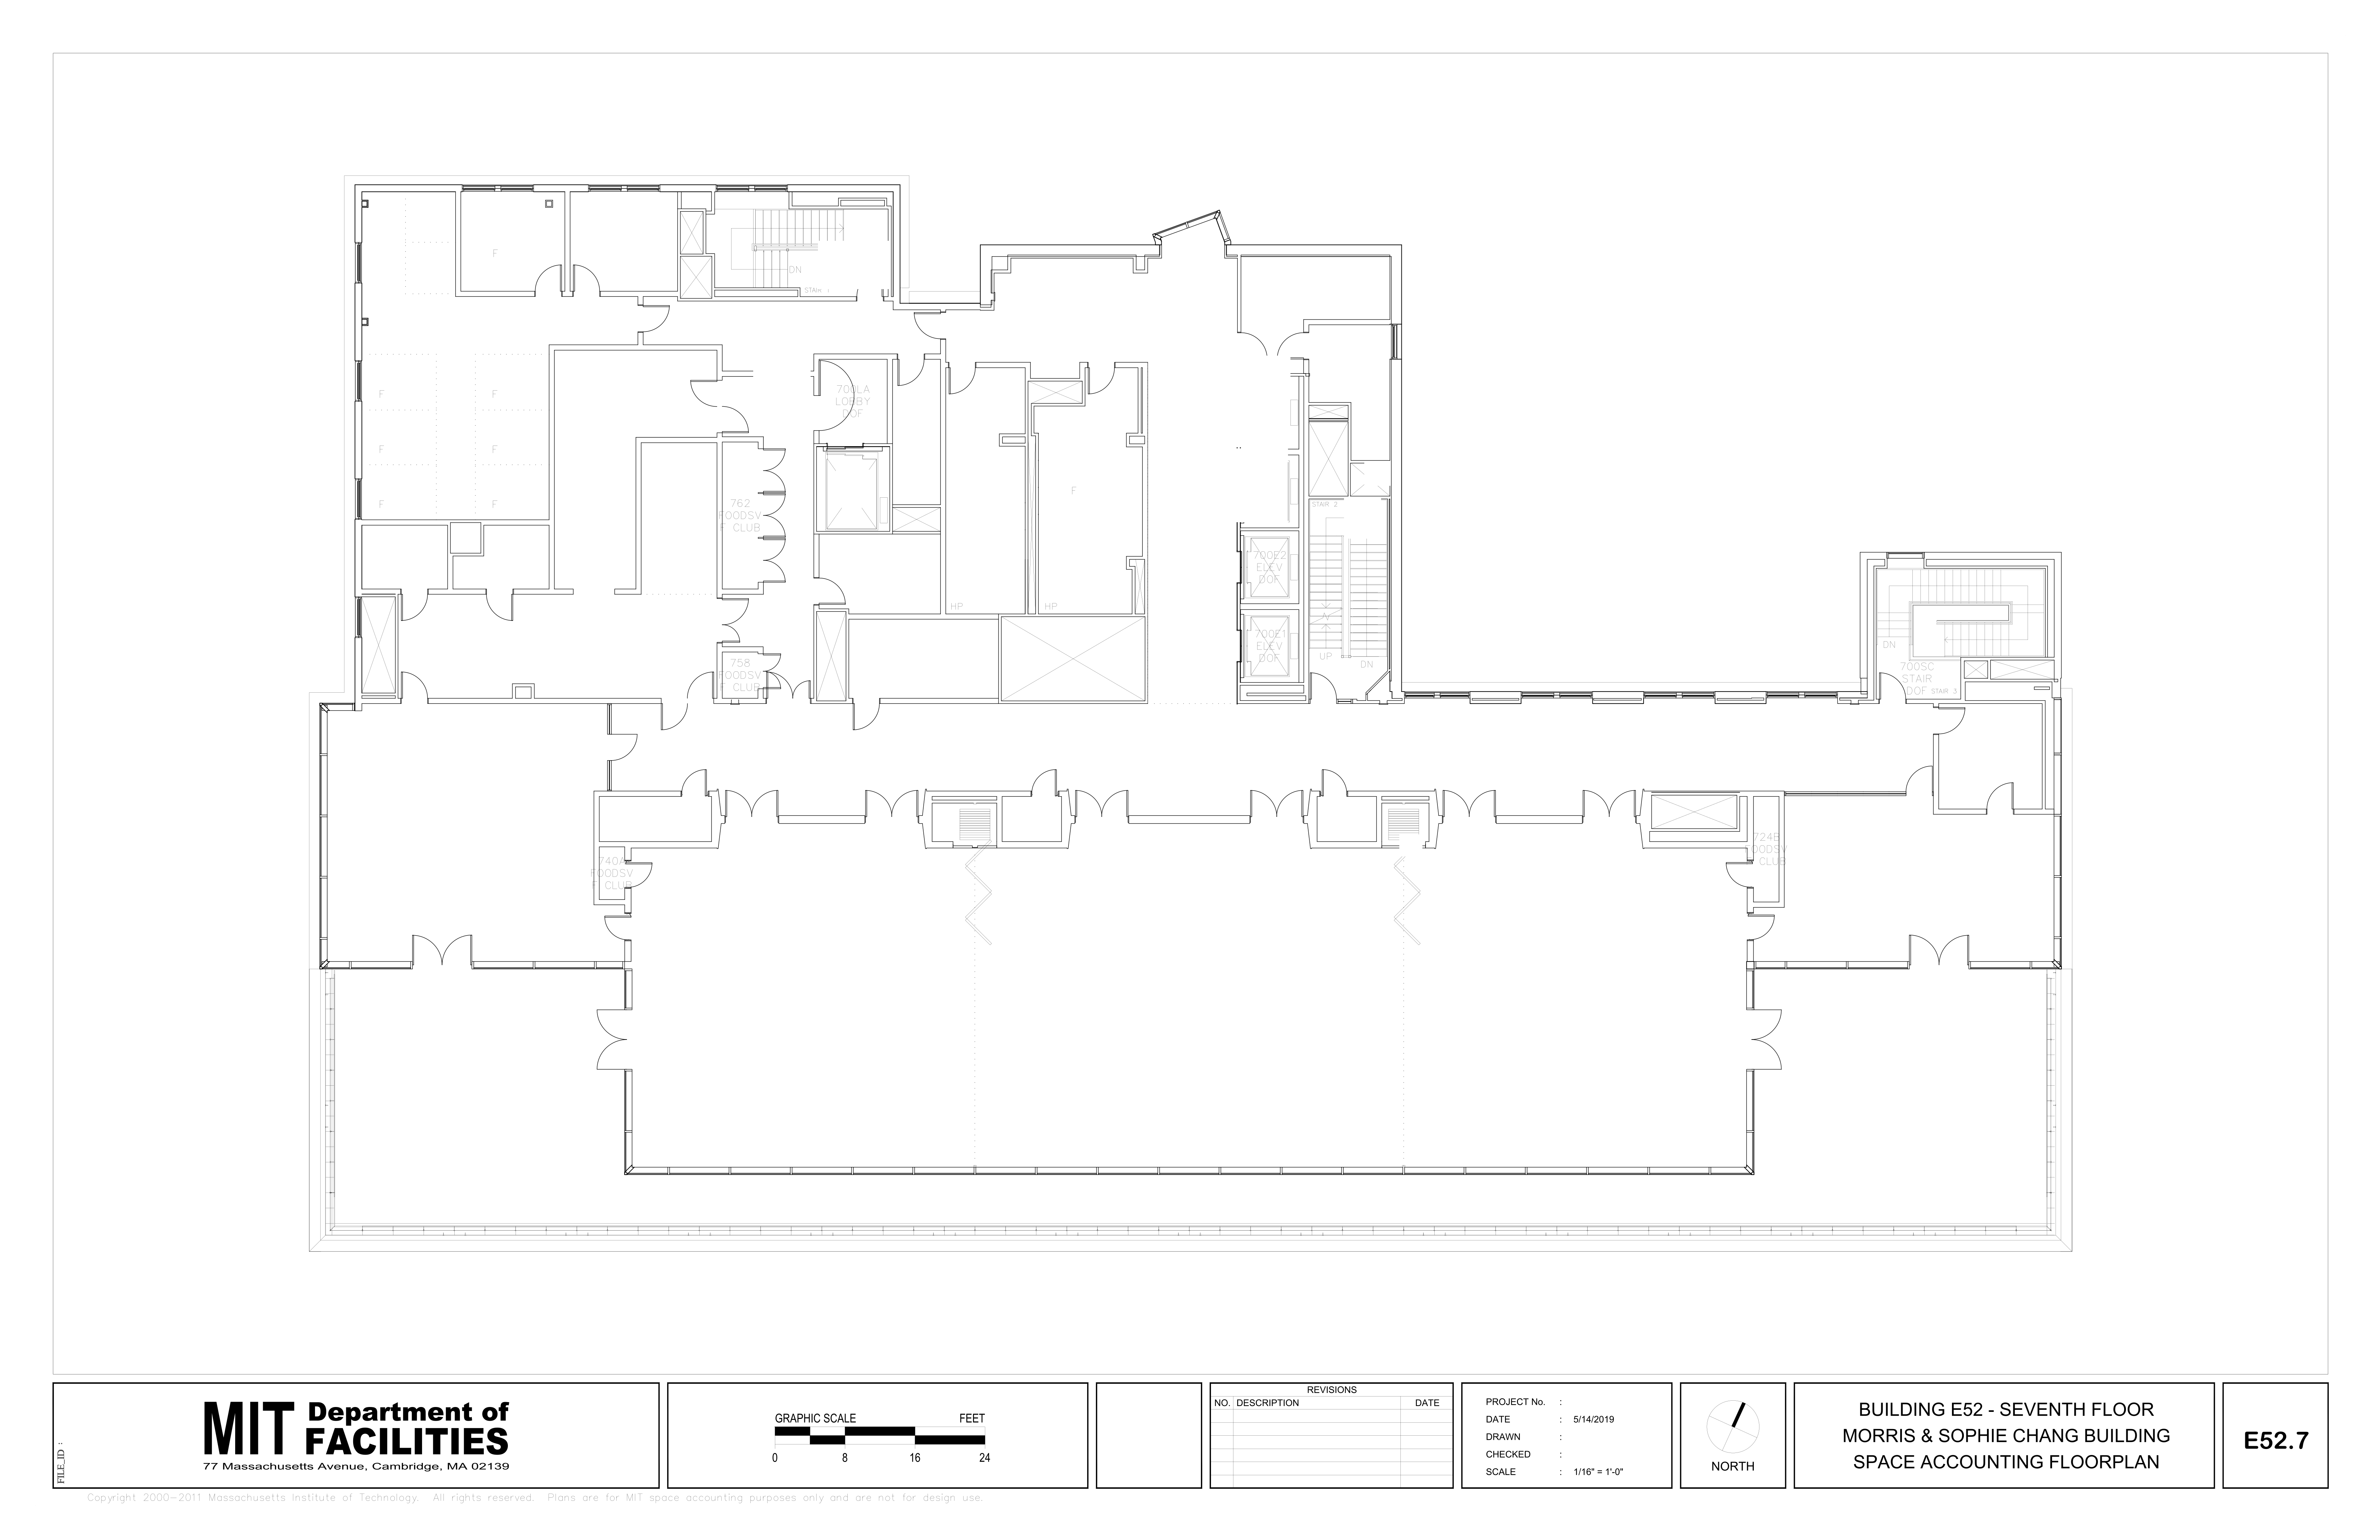 F
DN
STAIR 1
F
F
700LA
LOBBY
DOF
F
F
F
762
FOODSV
F CLUB
F
F
STAIR 2
700E2
ELEV
DOF
HP
HP
700E1
ELEV
DOF
UP
DN
758
FOODSV
F CLUB
DN
700SC
STAIR
DOF STAIR 3
740A
FOODSV
F CLUB
724B
FOODSV
CLUB
FILE_ID :
MIT Department of
FACILITIES
77 Massachusetts Avenue, Cambridge, MA 02139
GRAPHIC SCALE FEET
0 8 16 24
REVISIONS
NO. DESCRIPTION DATE
PROJECT No. :
DATE : 5/14/2019
DRAWN :
CHECKED :
SCALE : 1/16" = 1'-0"
NORTH
BUILDING E52 - SEVENTH FLOOR
MORRIS & SOPHIE CHANG BUILDING
SPACE ACCOUNTING FLOORPLAN
E52.7
Copyright 2000-2011 Massachusetts Institute of Technology. All rights reserved. Plans are for MIT space accounting purposes only and are not for design use.